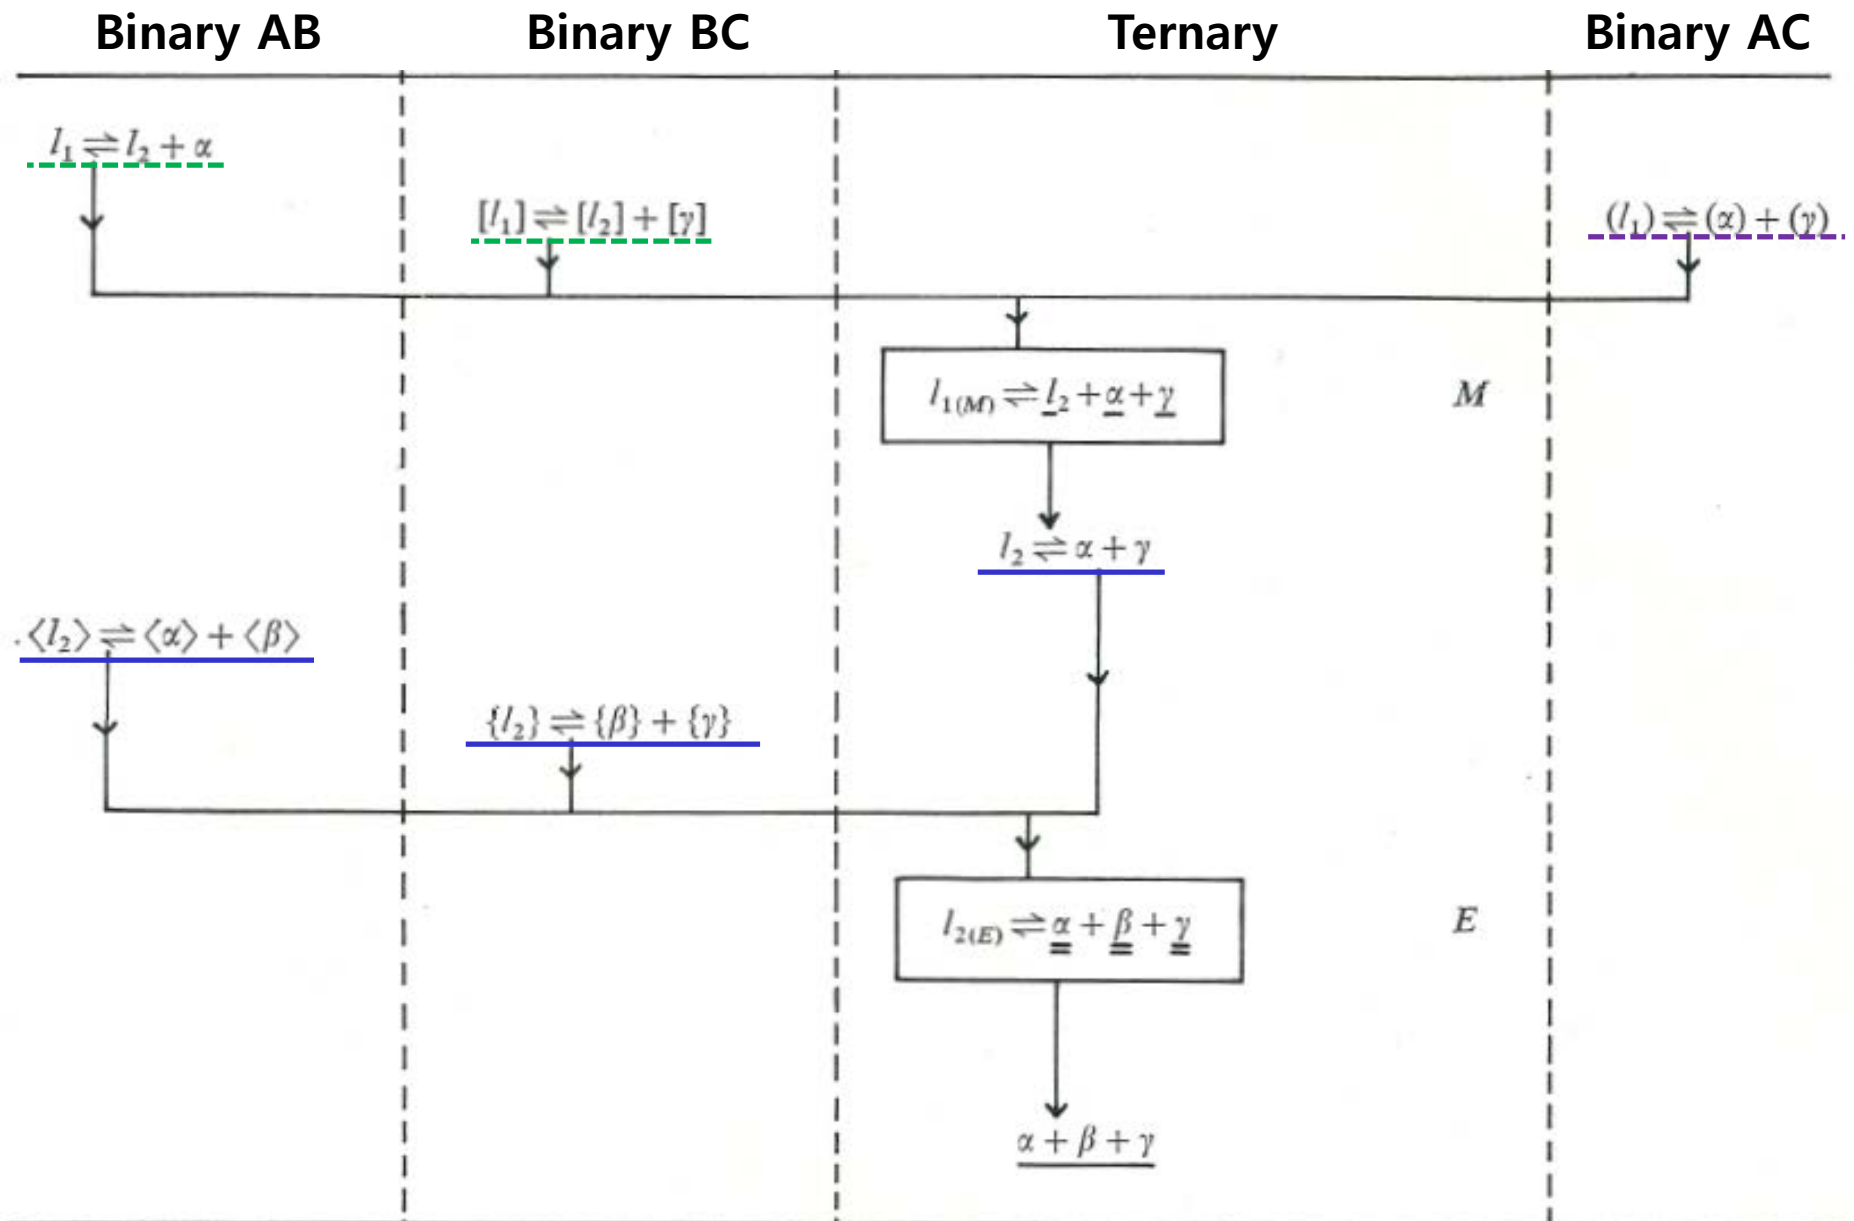 Binary AB Binary BC Ternary Binary AC
l₁ ⇌ l₂ + α
[l₁] ⇌ [l₂] + [γ]
(l₁) ⇌ (α) + (γ)
l₁₍M₎ ⇌ l₂ + α + γ
M
l₂ ⇌ α + γ
⟨l₂⟩ ⇌ ⟨α⟩ + ⟨β⟩
{l₂} ⇌ {β} + {γ}
l₂₍E₎ ⇌ α + β + γ
E
α + β + γ